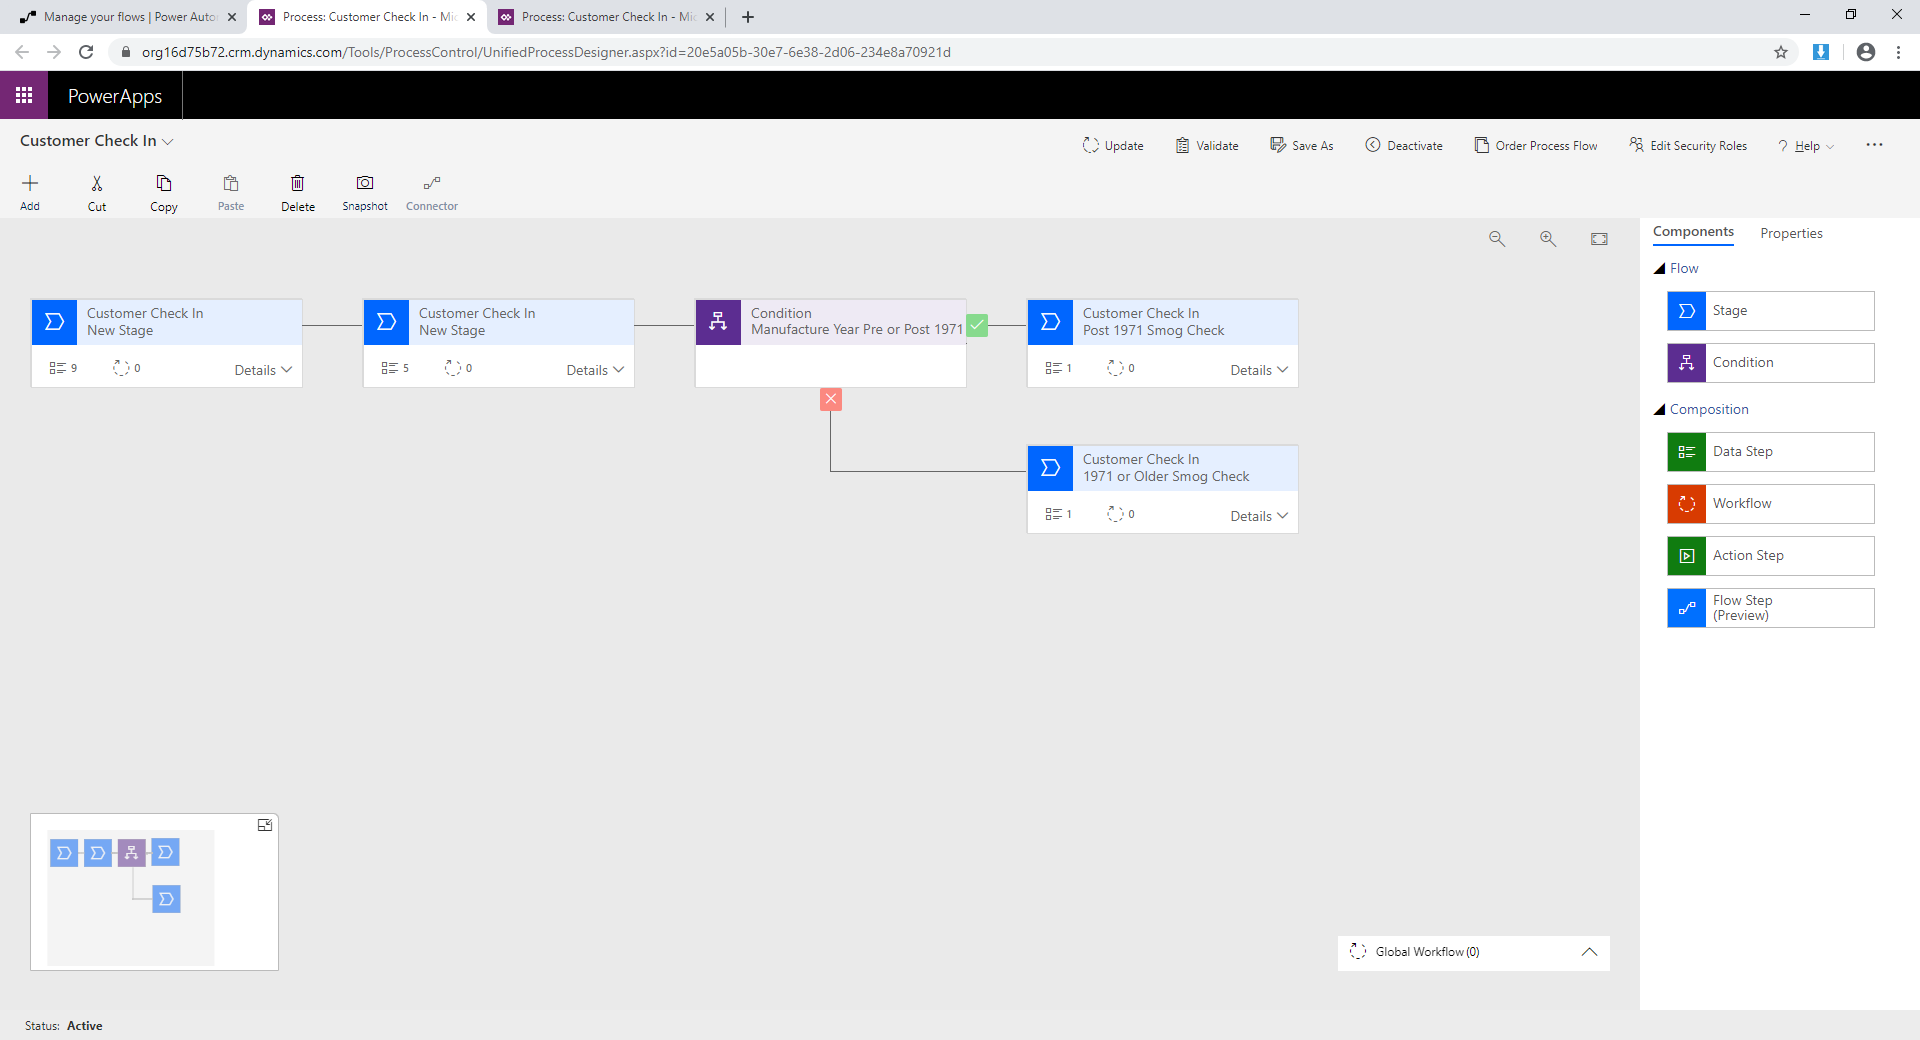 Manage your flows | Power Autor
Process: Customer Check In - Mic
Process: Customer Check In - Mic
org16d75b72.crm.dynamics.com/Tools/ProcessControl/UnifiedProcessDesigner.aspx?id=20e5a05b-30e7-6e38-2d06-234e8a70921d
PowerApps
Customer Check In
Update
Validate
Save As
Deactivate
Order Process Flow
Edit Security Roles
? Help
Add
Cut
Copy
Paste
Delete
Snapshot
Connector
Components
Properties
Flow
Stage
Condition
Composition
Data Step
Workflow
Action Step
Flow Step
(Preview)
Customer Check In
New Stage
9
0
Details
Customer Check In
New Stage
5
0
Details
Condition
Manufacture Year Pre or Post 1971
Customer Check In
Post 1971 Smog Check
1
0
Details
Customer Check In
1971 or Older Smog Check
1
0
Details
Global Workflow (0)
Status: Active